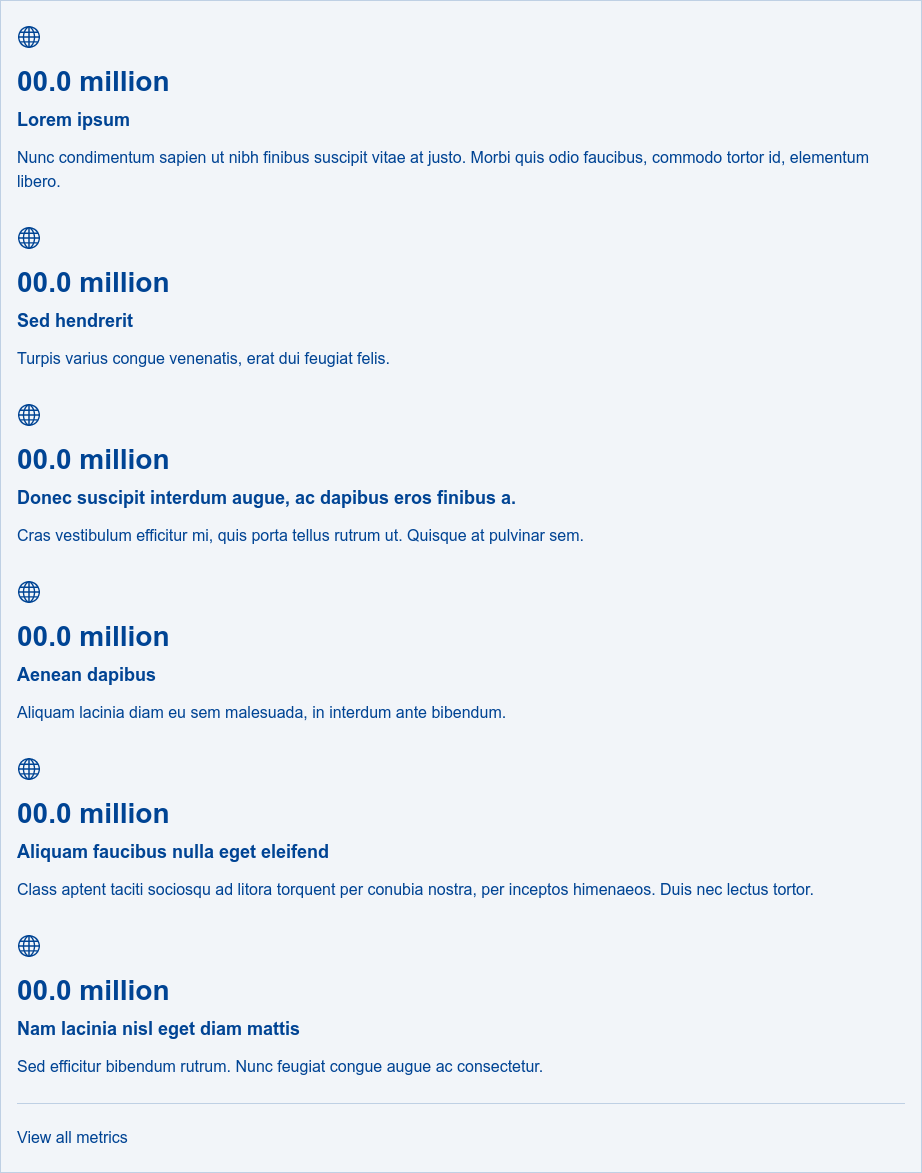 00.0 million
Lorem ipsum
Nunc condimentum sapien ut nibh finibus suscipit vitae at justo. Morbi quis odio faucibus, commodo tortor id, elementum
libero.
00.0 million
Sed hendrerit
Turpis varius congue venenatis, erat dui feugiat felis.
00.0 million
Donec suscipit interdum augue, ac dapibus eros finibus a.
Cras vestibulum efficitur mi, quis porta tellus rutrum ut. Quisque at pulvinar sem.
00.0 million
Aenean dapibus
Aliquam lacinia diam eu sem malesuada, in interdum ante bibendum.
00.0 million
Aliquam faucibus nulla eget eleifend
Class aptent taciti sociosqu ad litora torquent per conubia nostra, per inceptos himenaeos. Duis nec lectus tortor.
00.0 million
Nam lacinia nisl eget diam mattis
Sed efficitur bibendum rutrum. Nunc feugiat congue augue ac consectetur.
View all metrics